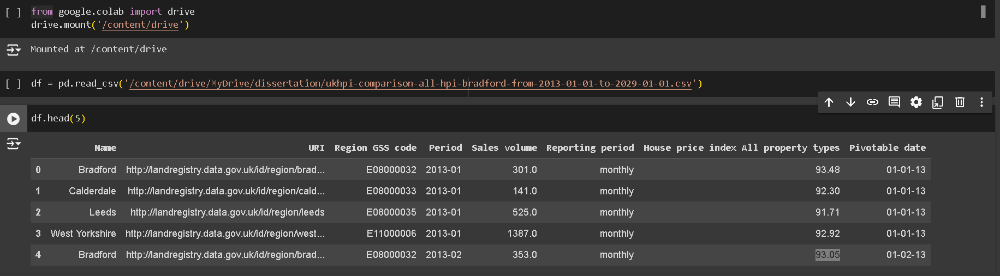 [ ] from google.colab import drive
drive.mount('/content/drive')
Mounted at /content/drive
[ ] df = pd.read_csv('/content/drive/MyDrive/dissertation/ukhpi-comparison-all-hpi-bradford-from-2013-01-01-to-2029-01-01.csv')
df.head(5)
Name URI Region GSS code Period Sales volume Reporting period House price index All property types Pivotable date
0 Bradford http://landregistry.data.gov.uk/id/region/brad... E08000032 2013-01 301.0 monthly 93.48 01-01-13
1 Calderdale http://landregistry.data.gov.uk/id/region/cald... E08000033 2013-01 141.0 monthly 92.30 01-01-13
2 Leeds http://landregistry.data.gov.uk/id/region/leeds E08000035 2013-01 525.0 monthly 91.71 01-01-13
3 West Yorkshire http://landregistry.data.gov.uk/id/region/west... E11000006 2013-01 1387.0 monthly 92.92 01-01-13
4 Bradford http://landregistry.data.gov.uk/id/region/brad... E08000032 2013-02 353.0 monthly 93.05 01-02-13